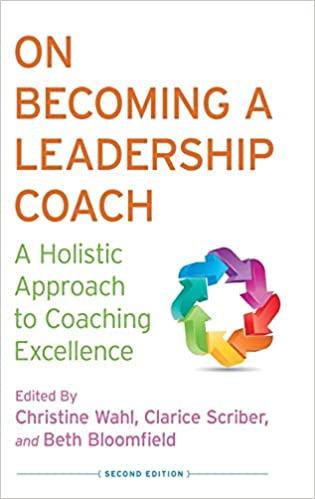 ON
BECOMING A
LEADERSHIP
COACH
A Holistic
Approach
to Coaching
Excellence
Edited By
Christine Wahl, Clarice Scriber,
and Beth Bloomfield
{ SECOND EDITION }